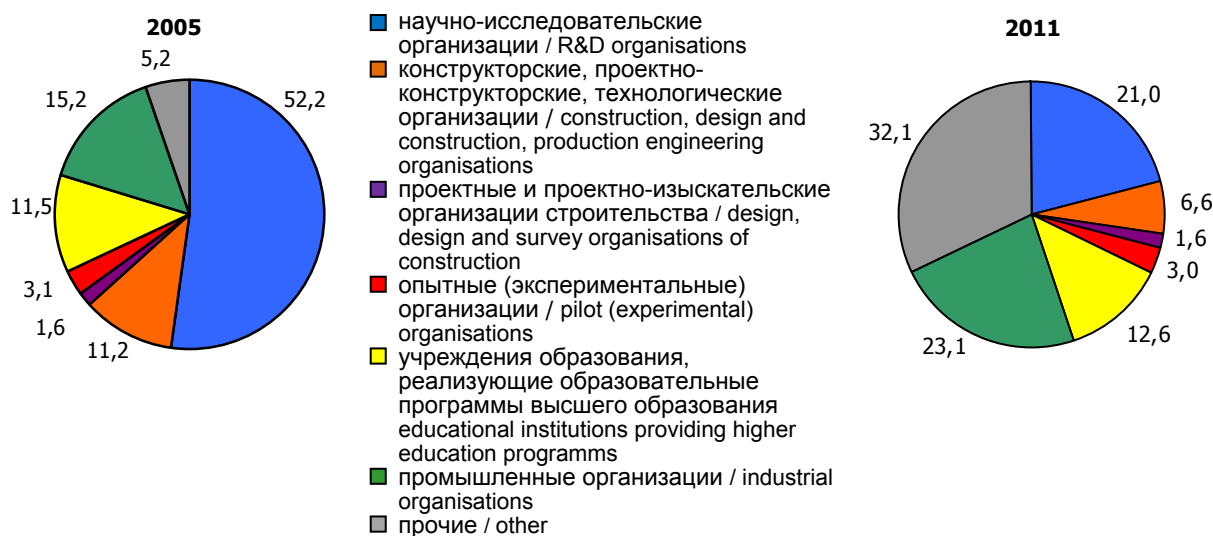 2005
5,2
15,2
52,2
11,5
3,1
1,6
11,2
научно-исследовательские
организации / R&D organisations
конструкторские, проектно-
конструкторские, технологические
организации / construction, design and
construction, production engineering
organisations
проектные и проектно-изыскательские
организации строительства / design,
design and survey organisations of
construction
опытные (экспериментальные)
организации / pilot (experimental)
organisations
учреждения образования,
реализующие образовательные
программы высшего образования
educational institutions providing higher
education programms
промышленные организации / industrial
organisations
прочие / other
2011
21,0
32,1
6,6
1,6
3,0
12,6
23,1